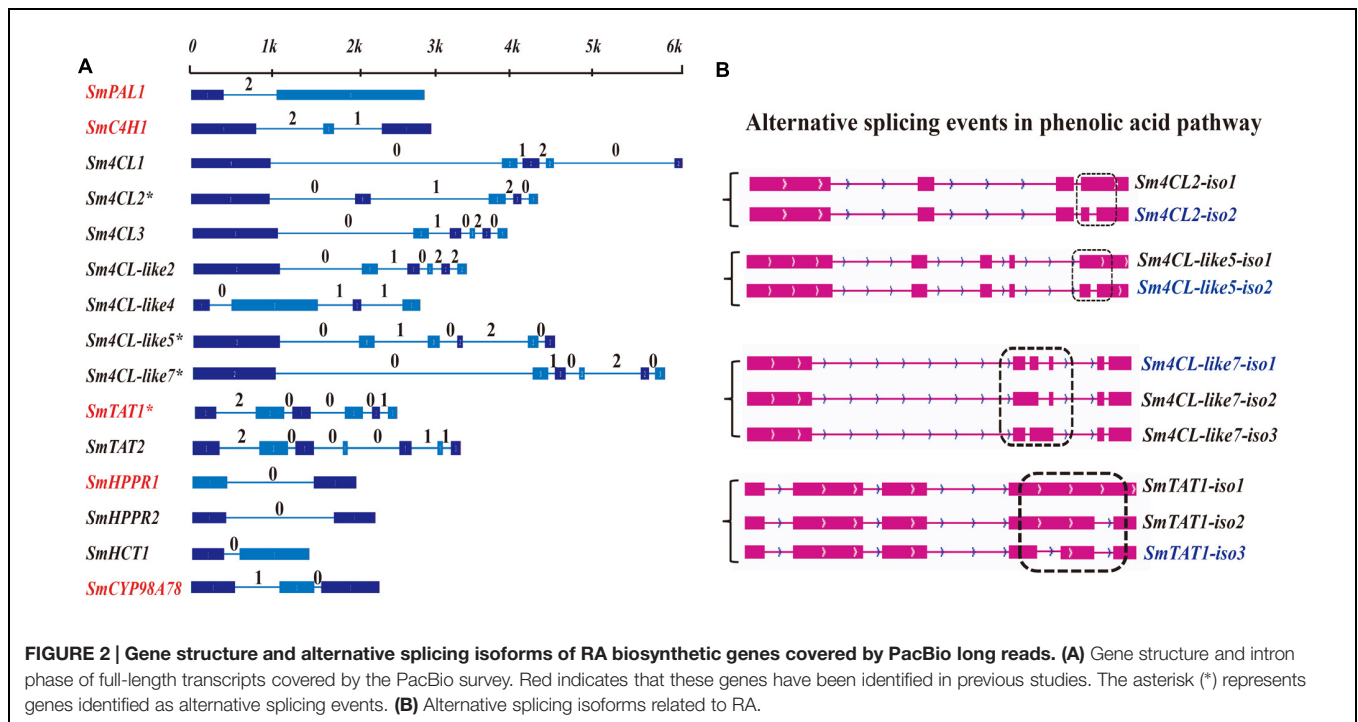 0 1k 2k 3k 4k 5k 6k
A
SmPAL1 2
SmC4H1 2 1
Sm4CL1 0 1 2 0
Sm4CL2* 0 1 2 0
Sm4CL3 0 1 0 2 0
Sm4CL-like2 0 1 0 2 2
Sm4CL-like4 0 1 1
Sm4CL-like5* 0 1 0 2 0
Sm4CL-like7* 0 1 0 2 0
SmTAT1* 2 0 0 0 1
SmTAT2 2 0 0 0 1 1
SmHPPR1 0
SmHPPR2 0
SmHCT1 0
SmCYP98A78 1 0
B
Alternative splicing events in phenolic acid pathway
Sm4CL2-iso1
Sm4CL2-iso2
Sm4CL-like5-iso1
Sm4CL-like5-iso2
Sm4CL-like7-iso1
Sm4CL-like7-iso2
Sm4CL-like7-iso3
SmTAT1-iso1
SmTAT1-iso2
SmTAT1-iso3
FIGURE 2 | Gene structure and alternative splicing isoforms of RA biosynthetic genes covered by PacBio long reads. (A) Gene structure and intron
phase of full-length transcripts covered by the PacBio survey. Red indicates that these genes have been identified in previous studies. The asterisk (*) represents
genes identified as alternative splicing events. (B) Alternative splicing isoforms related to RA.